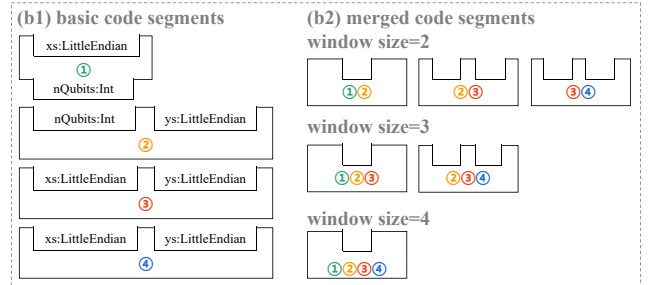 (b1) basic code segments
xs:LittleEndian
①
nQubits:Int
nQubits:Int ys:LittleEndian
②
xs:LittleEndian ys:LittleEndian
③
xs:LittleEndian ys:LittleEndian
④
(b2) merged code segments
window size=2
①② ②③ ③④
window size=3
①②③ ②③④
window size=4
①②③④